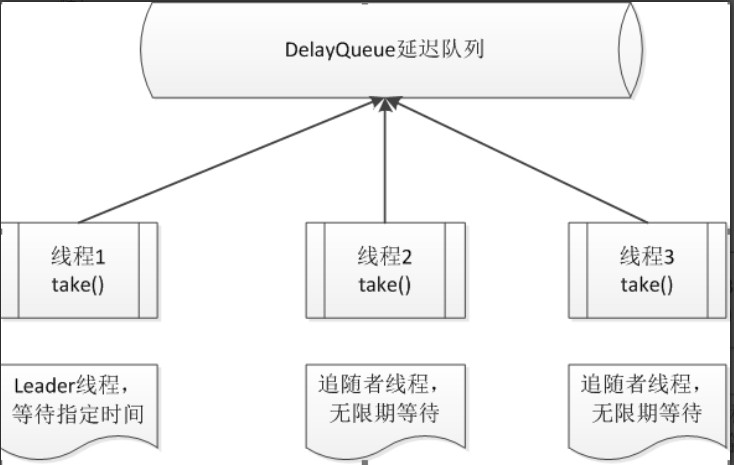 DelayQueue延迟队列
线程1
take()
线程2
take()
线程3
take()
Leader线程，
等待指定时间
追随者线程，
无限期等待
追随者线程，
无限期等待